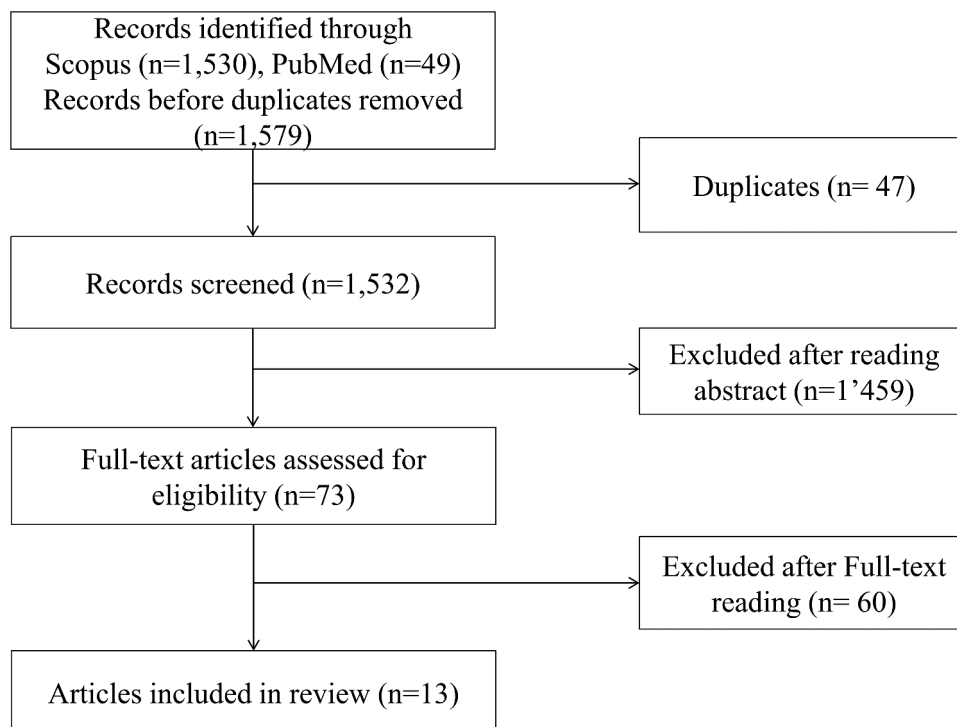 Records identified through
Scopus (n=1,530), PubMed (n=49)
Records before duplicates removed
(n=1,579)
Duplicates (n= 47)
Records screened (n=1,532)
Excluded after reading
abstract (n=1’459)
Full-text articles assessed for
eligibility (n=73)
Excluded after Full-text
reading (n= 60)
Articles included in review (n=13)